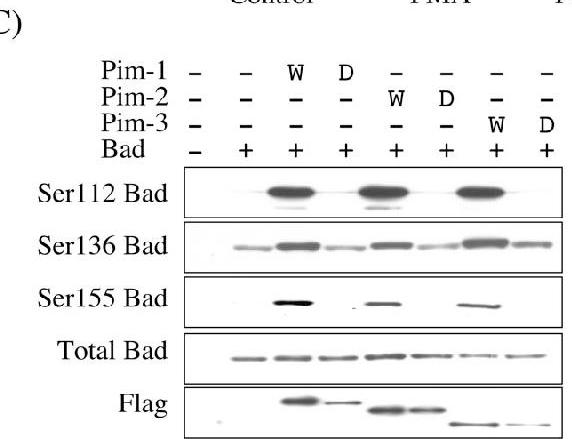 C)
Pim-1 – – W D – – – –
Pim-2 – – – – W D – –
Pim-3 – – – – – – W D
Bad – + + + + + + +
Ser112 Bad
Ser136 Bad
Ser155 Bad
Total Bad
Flag